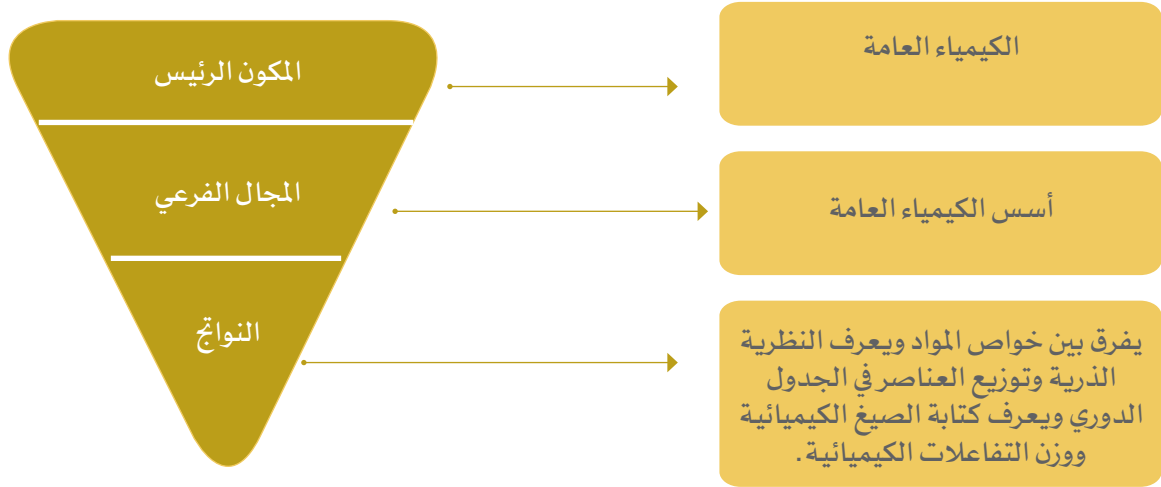 المكون الرئيس
الكيمياء العامة
المجال الفرعي
أسس الكيمياء العامة
النواتج
يفرق بين خواص المواد ويعرف النظرية
الذرية وتوزيع العناصر في الجدول
الدوري ويعرف كتابة الصيغ الكيميائية
ووزن التفاعلات الكيميائية.